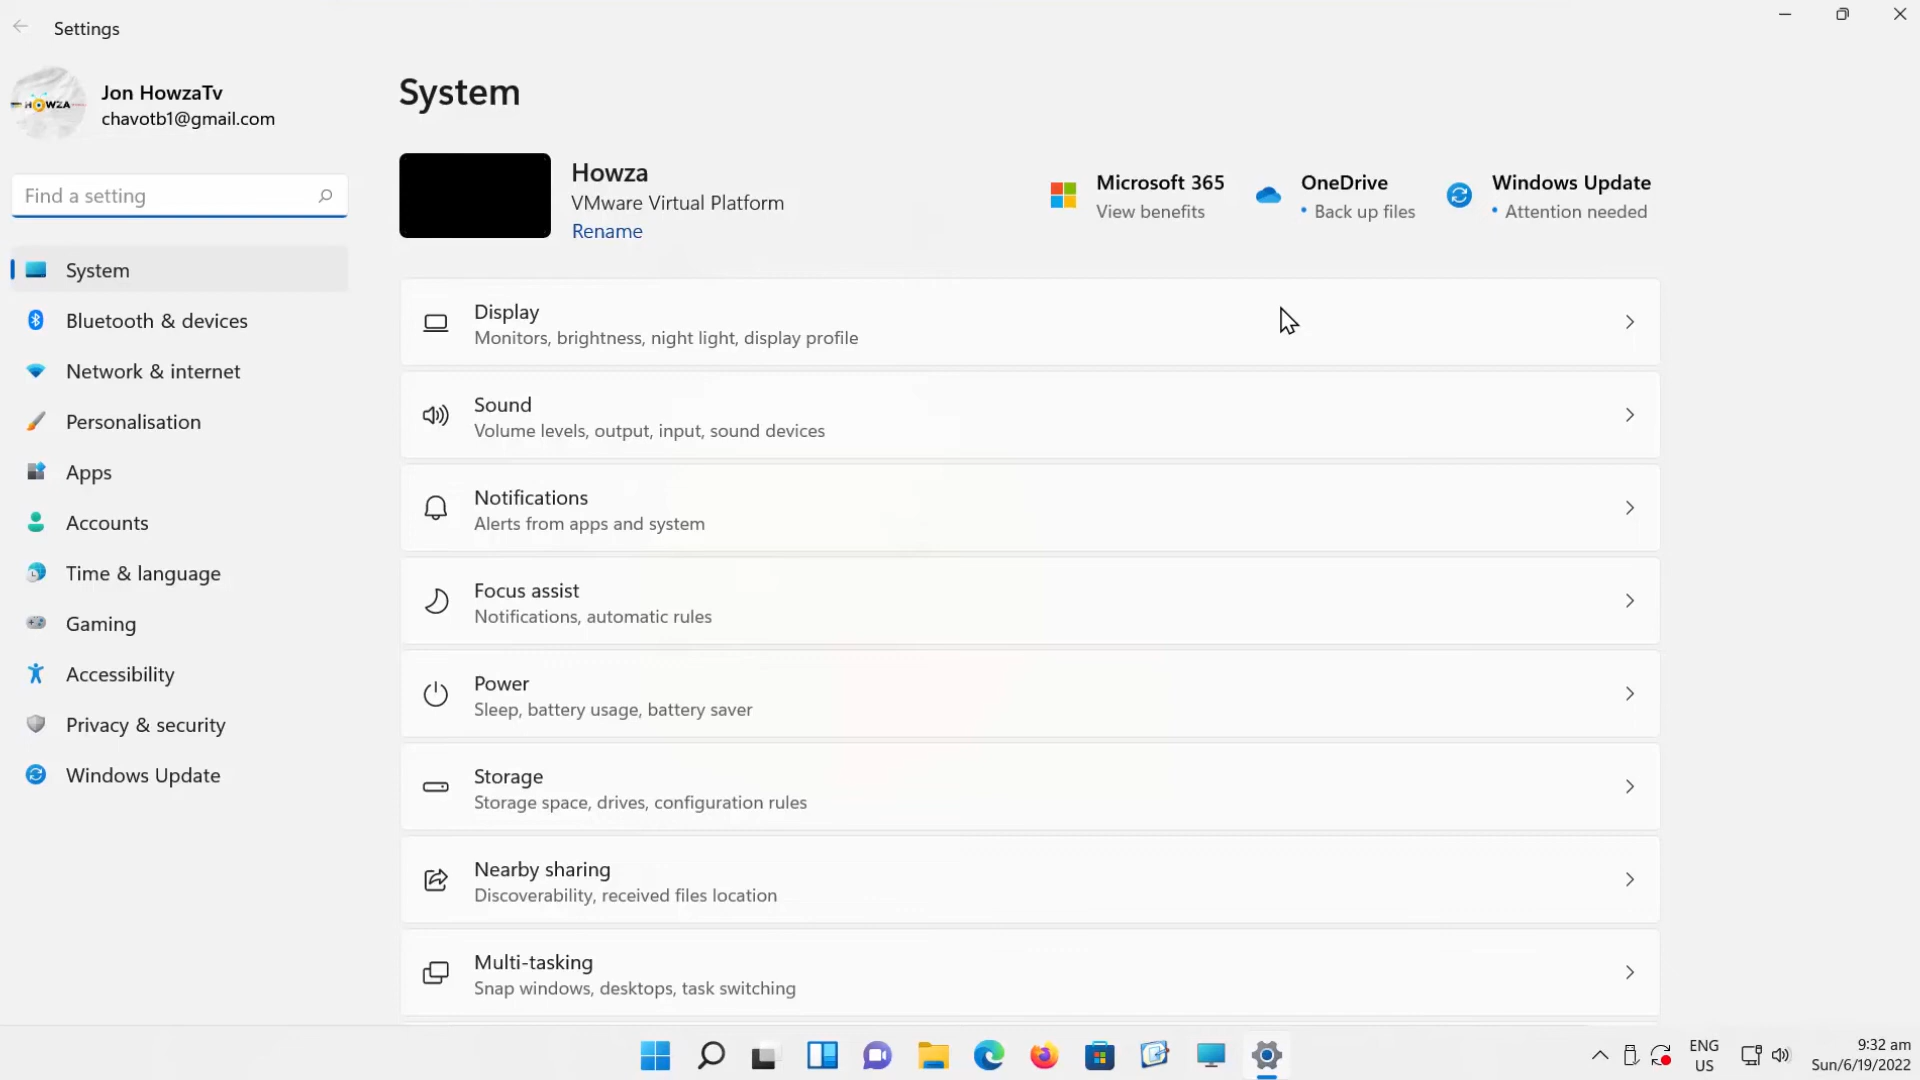 Settings
HOWZA
Jon HowzaTv
chavotb1@gmail.com
Find a setting
System
Bluetooth & devices
Network & internet
Personalisation
Apps
Accounts
Time & language
Gaming
Accessibility
Privacy & security
Windows Update
System
Howza
VMware Virtual Platform
Rename
Microsoft 365
View benefits
OneDrive
• Back up files
Windows Update
• Attention needed
Display
Monitors, brightness, night light, display profile
Sound
Volume levels, output, input, sound devices
Notifications
Alerts from apps and system
Focus assist
Notifications, automatic rules
Power
Sleep, battery usage, battery saver
Storage
Storage space, drives, configuration rules
Nearby sharing
Discoverability, received files location
Multi-tasking
Snap windows, desktops, task switching
ENG
US
9:32 am
Sun/6/19/2022